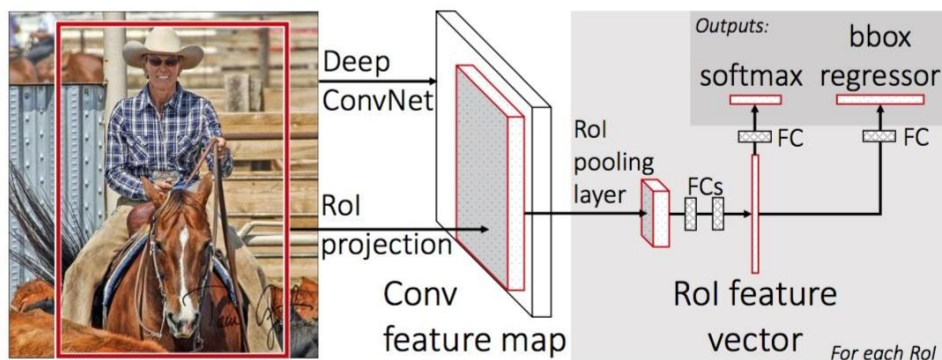 Deep
ConvNet
RoI
projection
Conv
feature map
RoI
pooling
layer
FCs
RoI feature
vector
For each RoI
Outputs:
softmax
bbox
regressor
FC
FC